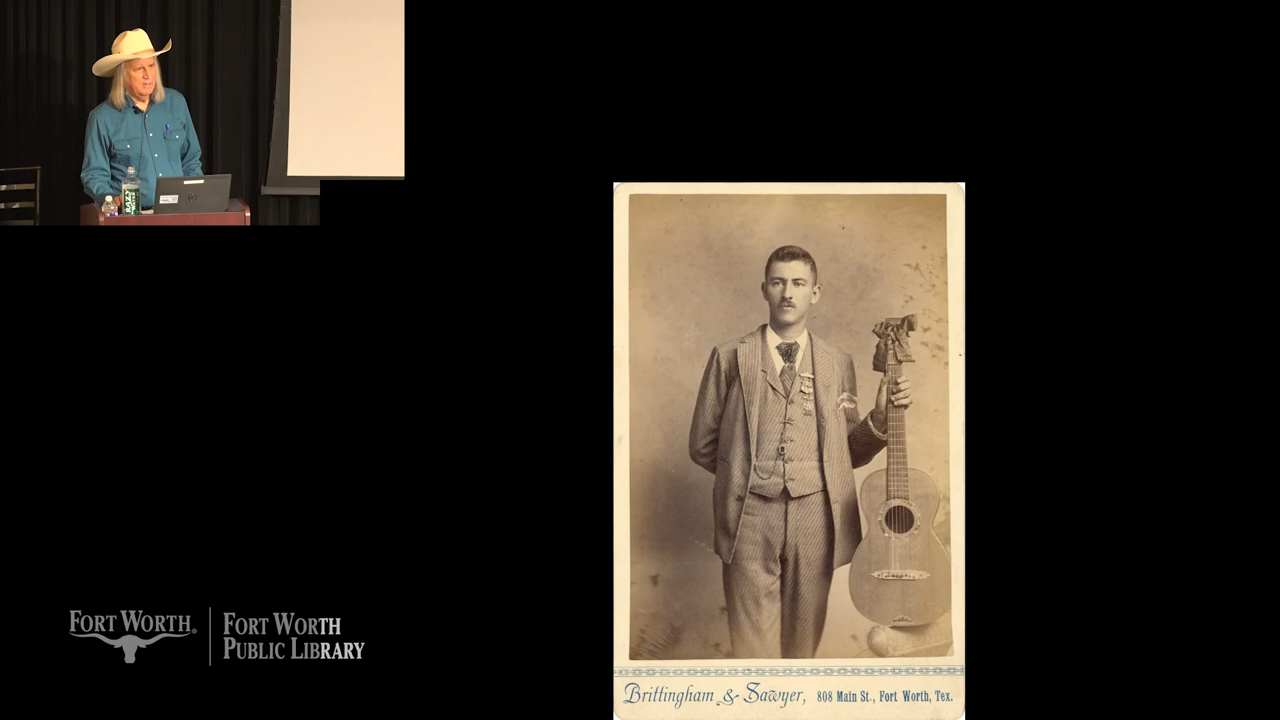 FORT WORTH®
FORT WORTH
PUBLIC LIBRARY
Brittingham & Sawyer, 808 Main St., Fort Worth, Tex.